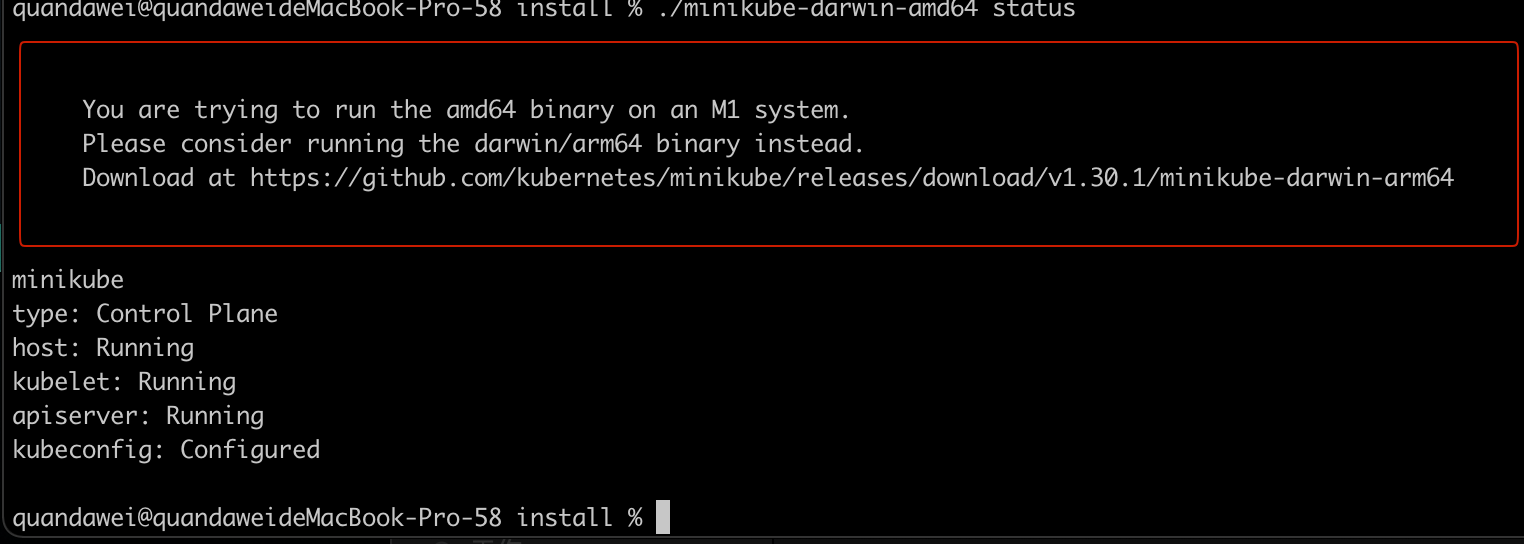 quandawei@quandaweideMacBook-Pro-58 install % ./minikube-darwin-amd64 status
You are trying to run the amd64 binary on an M1 system.
Please consider running the darwin/arm64 binary instead.
Download at https://github.com/kubernetes/minikube/releases/download/v1.30.1/minikube-darwin-arm64
minikube
type: Control Plane
host: Running
kubelet: Running
apiserver: Running
kubeconfig: Configured
quandawei@quandaweideMacBook-Pro-58 install %